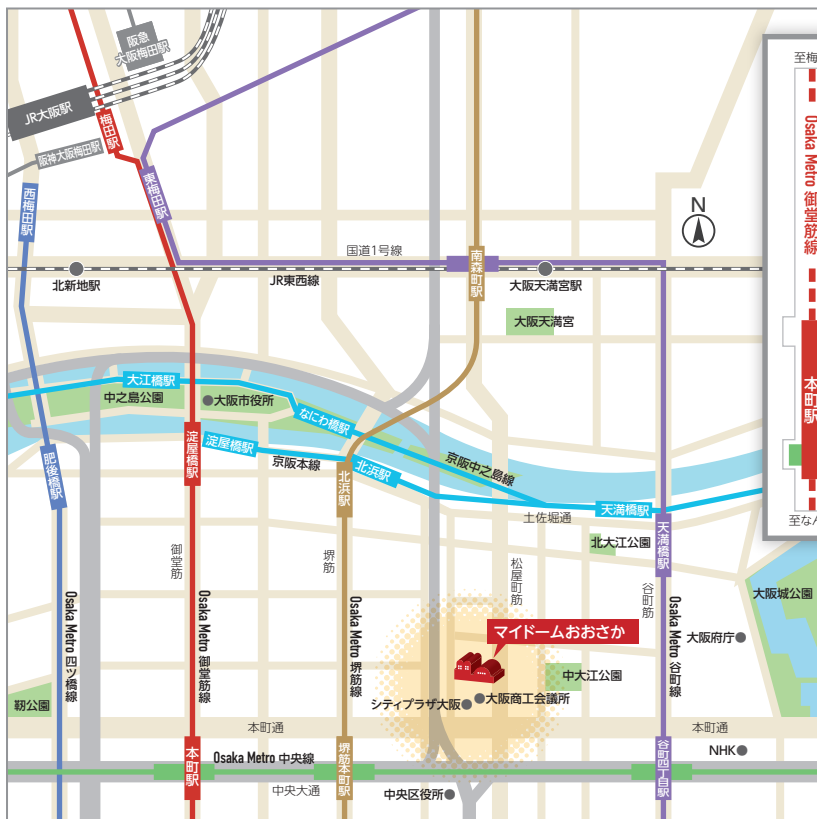 阪急
大阪梅田駅
JR大阪駅
梅田駅
阪神大阪梅田駅
西梅田駅
東梅田駅
至梅
Osaka Metro 御堂筋線
本町駅
至なん
N
国道1号線
南森町駅
北新地駅
JR東西線
大阪天満宮駅
大阪天満宮
大江橋駅
中之島公園
大阪市役所
なにわ橋駅
淀屋橋駅
淀屋橋駅
京阪本線
北浜駅
北浜駅
京阪中之島線
肥後橋駅
天満橋駅
土佐堀通
天満橋駅
北大江公園
御堂筋
堺筋
松屋町筋
谷町筋
大阪城公園
Osaka Metro 四ツ橋線
Osaka Metro 御堂筋線
Osaka Metro 堺筋線
Osaka Metro 谷町線
マイドームおおさか
大阪府庁
中大江公園
大阪商工会議所
シティプラザ大阪
靭公園
本町通
本町通
本町駅
Osaka Metro 中央線
堺筋本町駅
谷町四丁目駅
NHK
中央大通
中央区役所